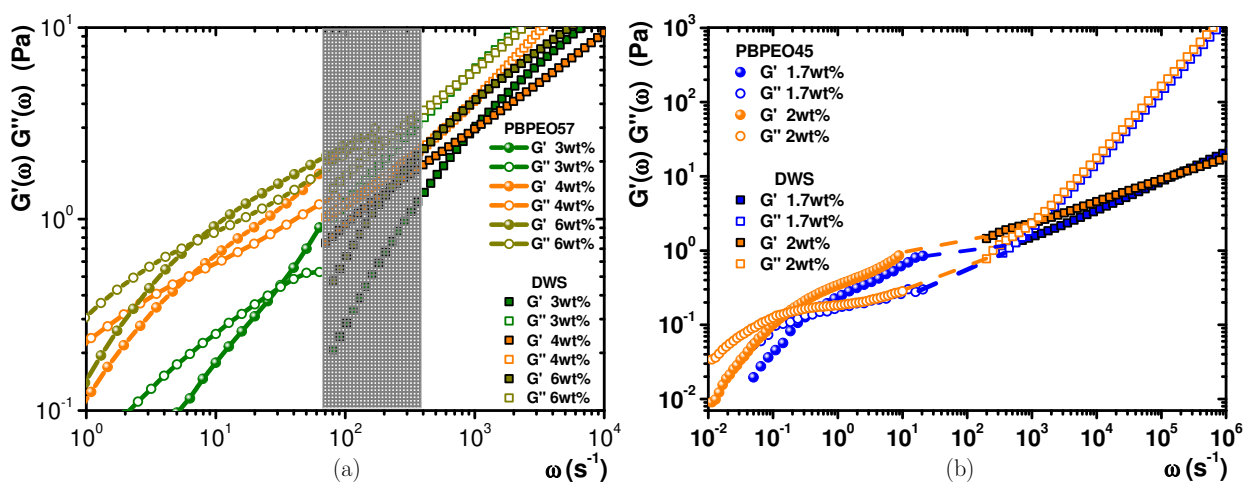 G'(ω) G''(ω) (Pa)
10¹
10⁰
10⁻¹
PBPEO57
G' 3wt%
G'' 3wt%
G' 4wt%
G'' 4wt%
G' 6wt%
G'' 6wt%
DWS
G' 3wt%
G'' 3wt%
G' 4wt%
G'' 4wt%
G' 6wt%
G'' 6wt%
10⁰ 10¹ 10² 10³ 10⁴
(a)
ω (s⁻¹)
G'(ω) G''(ω) (Pa)
10³
10²
10¹
10⁰
10⁻¹
10⁻²
PBPEO45
G' 1.7wt%
G'' 1.7wt%
G' 2wt%
G'' 2wt%
DWS
G' 1.7wt%
G'' 1.7wt%
G' 2wt%
G'' 2wt%
10⁻² 10⁻¹ 10⁰ 10¹ 10² 10³ 10⁴ 10⁵ 10⁶
(b)
ω (s⁻¹)